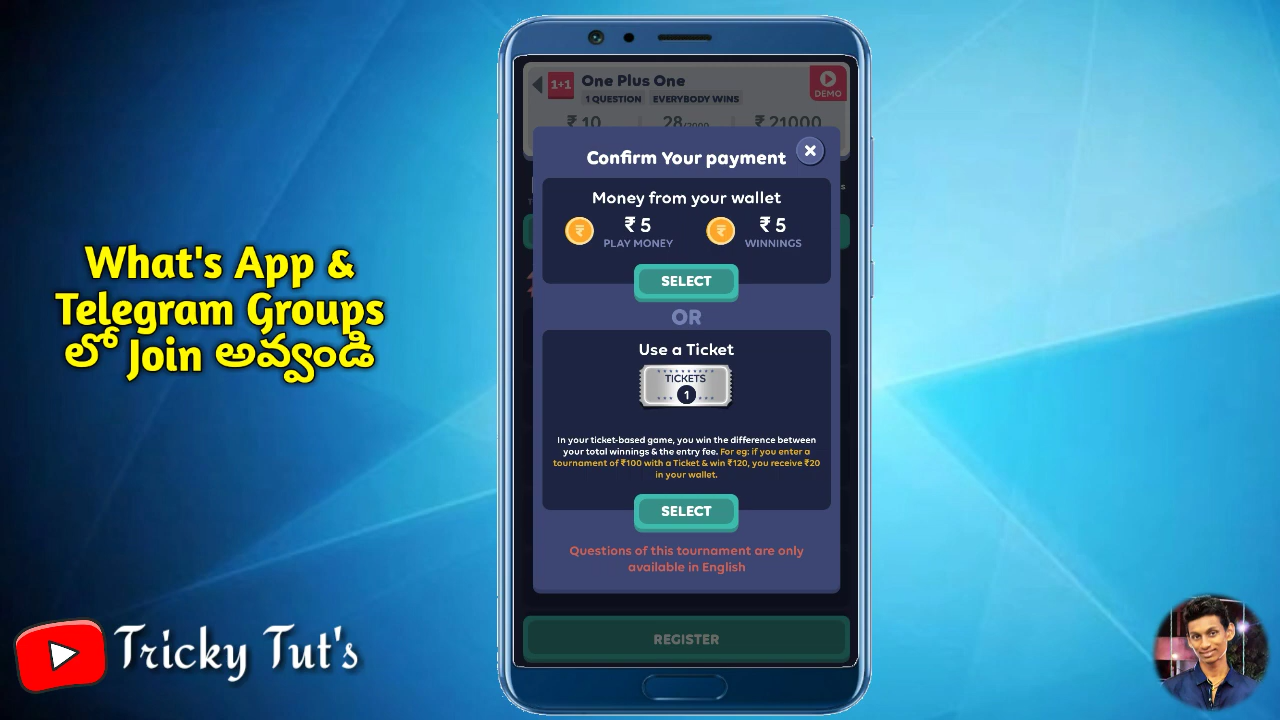 What's App &
Telegram Groups
లో Join అవ్వండి
Tricky Tut's
1+1
One Plus One
DEMO
1 QUESTION
EVERYBODY WINS
₹ 10
28/2000
₹ 21000
Confirm Your payment
Money from your wallet
₹ 5
PLAY MONEY
₹ 5
WINNINGS
SELECT
OR
Use a Ticket
TICKETS
1
In your ticket-based game, you win the difference between
your total winnings & the entry fee. For eg: if you enter a
tournament of ₹100 with a Ticket & win ₹120, you receive ₹20
in your wallet.
SELECT
Questions of this tournament are only
available in English
REGISTER